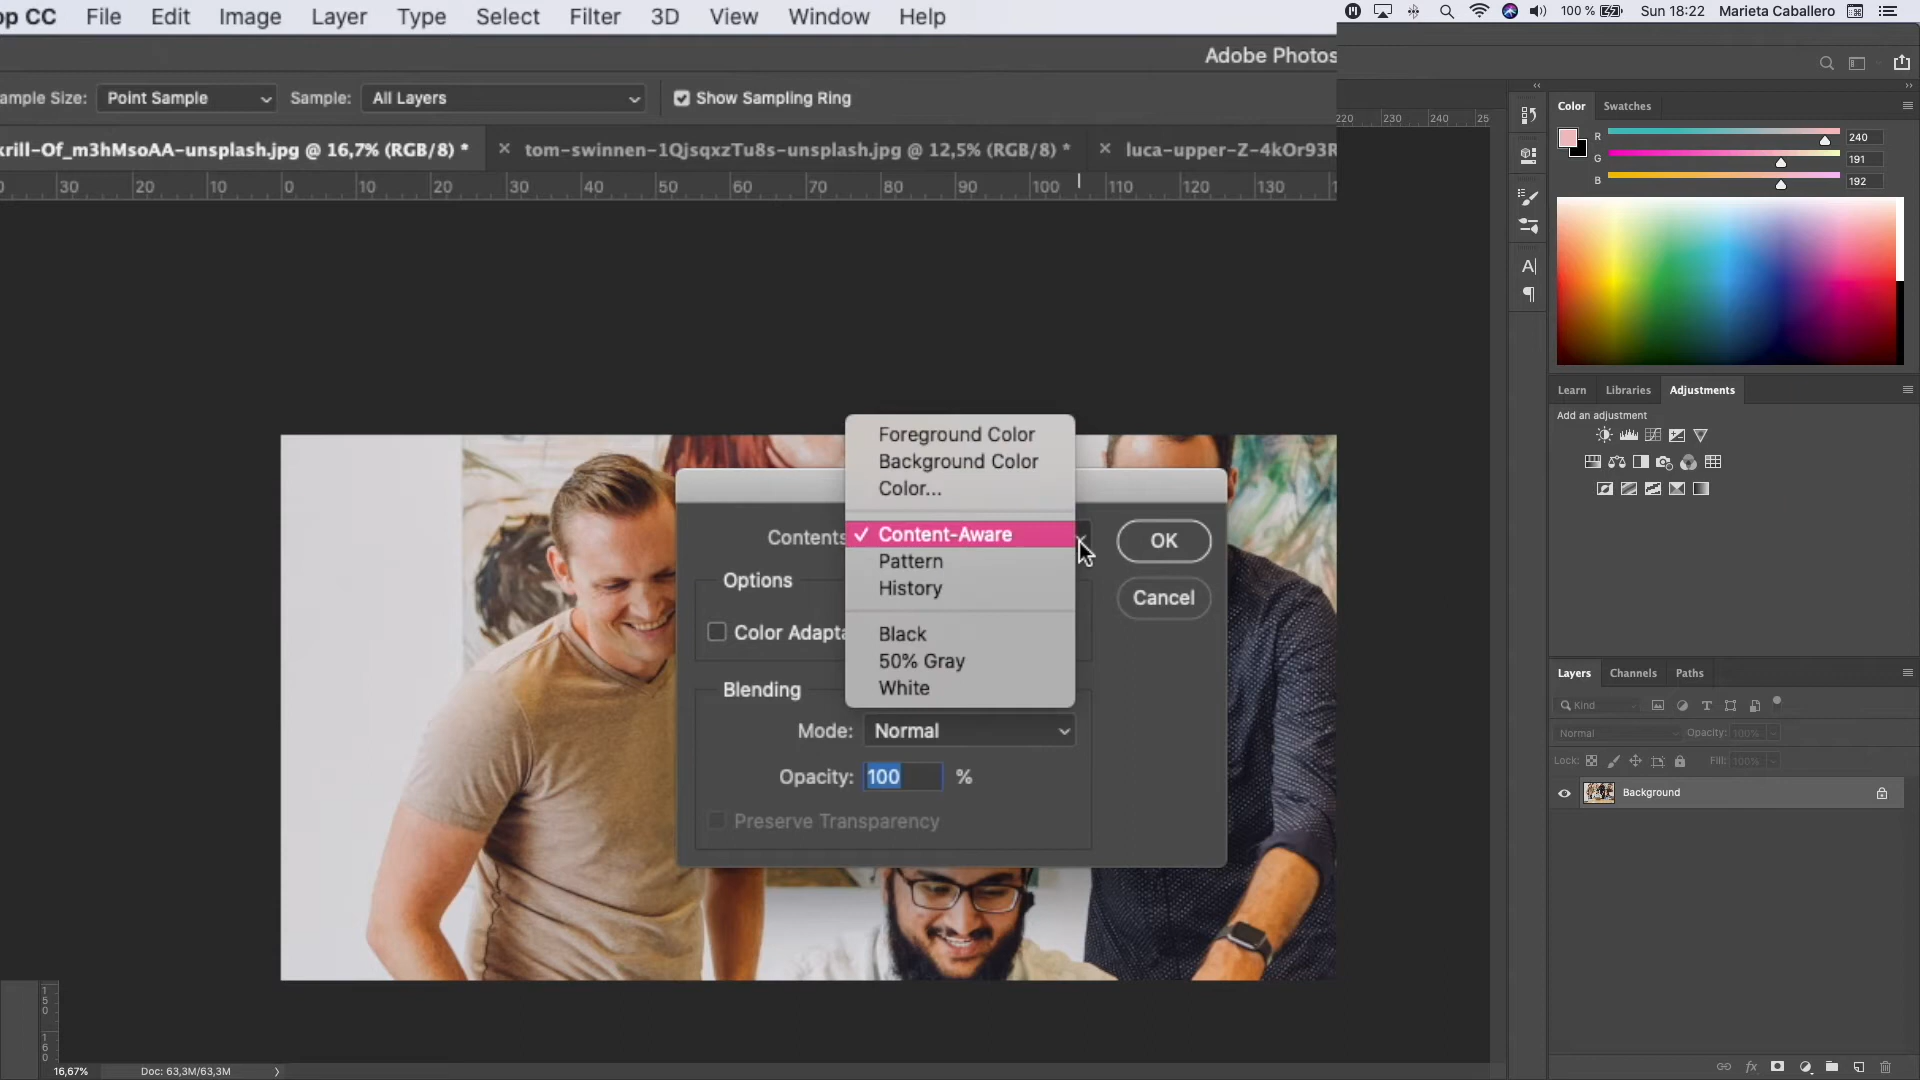 op CC File Edit Image Layer Type Select Filter 3D View Window Help
100 % Sun 18:22 Marieta Caballero
Adobe Photos
ample Size: Point Sample Sample: All Layers Show Sampling Ring
krill-Of_m3hMsoAA-unsplash.jpg @ 16,7% (RGB/8) * × tom-swinnen-1QjsqxzTu8s-unsplash.jpg @ 12,5% (RGB/8) * × luca-upper-Z-4kOr93R
0 30 20 10 0 10 20 30 40 50 60 70 80 90 100 110 120 130 1
220 230 240 25
Foreground Color
Background Color
Color...
Contents ✓ Content-Aware OK
Pattern
History
Options
Cancel
Color Adapta
Black
50% Gray
White
Blending
Mode: Normal
Opacity: 100 %
Preserve Transparency
150
160
16,67% Doc: 63,3M/63,3M >
Color Swatches
R 240
G 191
B 192
A|
¶
Learn Libraries Adjustments
Add an adjustment
Layers Channels Paths
Kind T
Normal Opacity: 100%
Lock: Fill: 100%
Background
fx